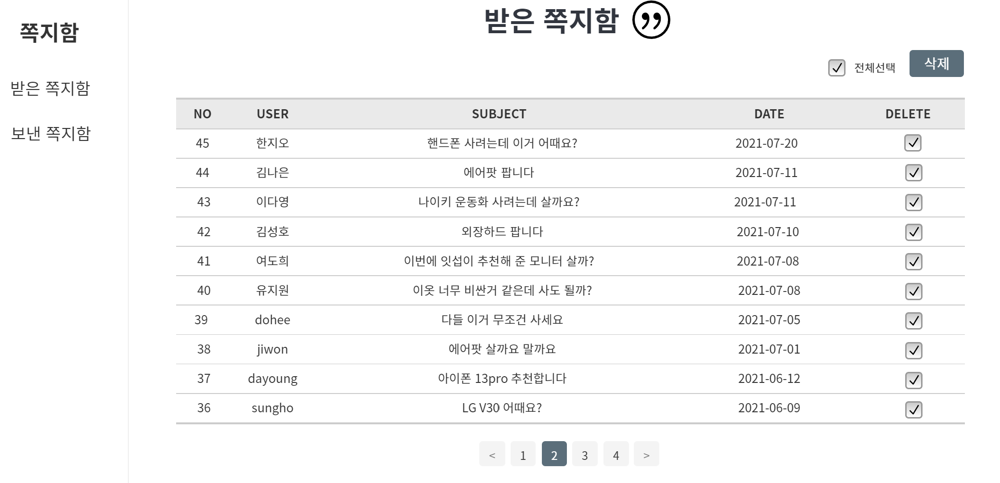 쪽지함
받은 쪽지함
보낸 쪽지함
받은 쪽지함
전체선택 삭제
NO USER SUBJECT DATE DELETE
45 한지오 핸드폰 사려는데 이거 어때요? 2021-07-20
44 김나은 에어팟 팝니다 2021-07-11
43 이다영 나이키 운동화 사려는데 살까요? 2021-07-11
42 김성호 외장하드 팝니다 2021-07-10
41 여도희 이번에 잇섭이 추천해 준 모니터 살까? 2021-07-08
40 유지원 이옷 너무 비싼거 같은데 사도 될까? 2021-07-08
39 dohee 다들 이거 무조건 사세요 2021-07-05
38 jiwon 에어팟 살까요 말까요 2021-07-01
37 dayoung 아이폰 13pro 추천합니다 2021-06-12
36 sungho LG V30 어때요? 2021-06-09
< 1 2 3 4 >